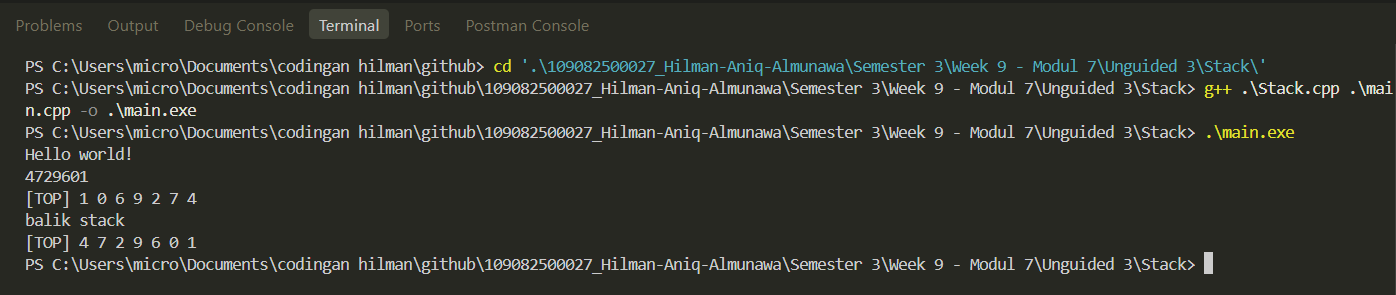 Problems Output Debug Console Terminal Ports Postman Console
PS C:\Users\micro\Documents\codingan hilman\github> cd '.\109082500027_Hilman-Aniq-Almunawa\Semester 3\Week 9 - Modul 7\Unguided 3\Stack\'
PS C:\Users\micro\Documents\codingan hilman\github\109082500027_Hilman-Aniq-Almunawa\Semester 3\Week 9 - Modul 7\Unguided 3\Stack> g++ .\Stack.cpp .\mai
n.cpp -o .\main.exe
PS C:\Users\micro\Documents\codingan hilman\github\109082500027_Hilman-Aniq-Almunawa\Semester 3\Week 9 - Modul 7\Unguided 3\Stack> .\main.exe
Hello world!
4729601
[TOP] 1 0 6 9 2 7 4
balik stack
[TOP] 4 7 2 9 6 0 1
PS C:\Users\micro\Documents\codingan hilman\github\109082500027_Hilman-Aniq-Almunawa\Semester 3\Week 9 - Modul 7\Unguided 3\Stack>